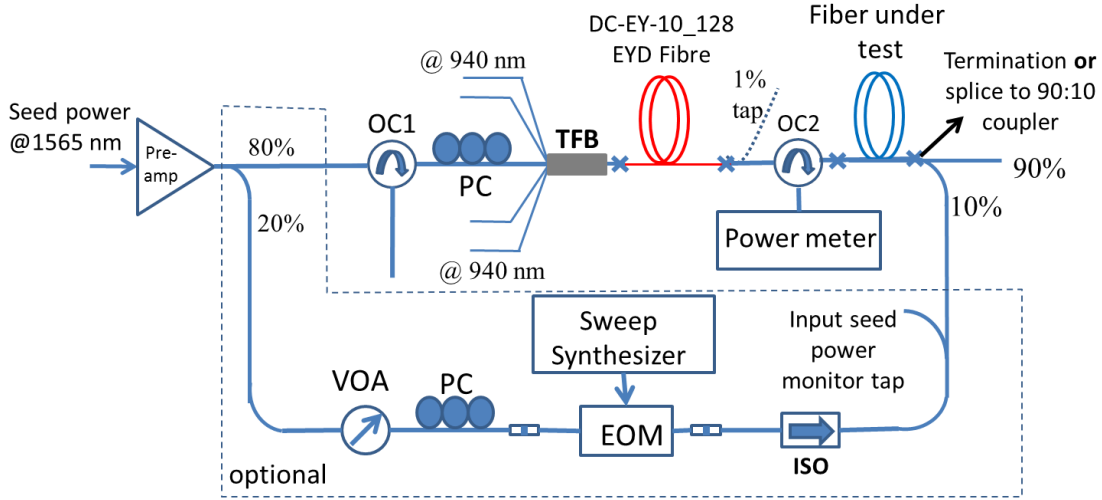 Seed power
@1565 nm
Pre-
amp
80%
20%
OC1
PC
@ 940 nm
@ 940 nm
TFB
DC-EY-10_128
EYD Fibre
1%
tap
OC2
Power meter
Fiber under
test
Termination or
splice to 90:10
coupler
90%
10%
Sweep
Synthesizer
Input seed
power
monitor tap
VOA
PC
EOM
ISO
optional